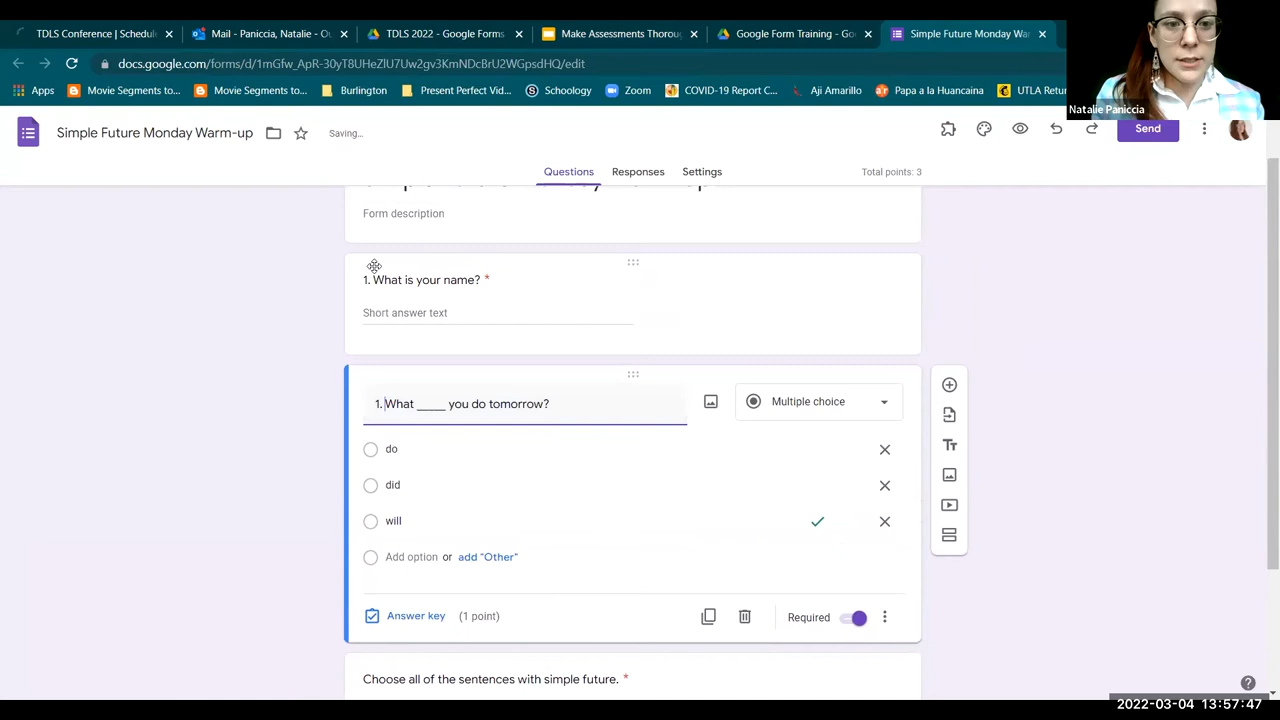 TDLS Conference | Schedul
Mail - Paniccia, Natalie - Ou
TDLS 2022 - Google Forms
Make Assessments Thoroug
Google Form Training - Goo
Simple Future Monday War
docs.google.com/forms/d/1mGfw_ApR-30yT8UHeZlU7Uw2gv3KmNDcBrU2WGpsdHQ/edit
Apps
Movie Segments to...
Movie Segments to...
Burlington
Present Perfect Vid...
Schoology
Zoom
COVID-19 Report C...
Aji Amarillo
Papa a la Huancaina
UTLA Retu
Natalie Paniccia
Simple Future Monday Warm-up
Saving...
Send
Questions
Responses
Settings
Total points: 3
Form description
1. What is your name? *
Short answer text
1. What _____ you do tomorrow?
Multiple choice
do
did
will
Add option or add "Other"
Answer key
(1 point)
Required
Choose all of the sentences with simple future. *
2022-03-04 13:57:47